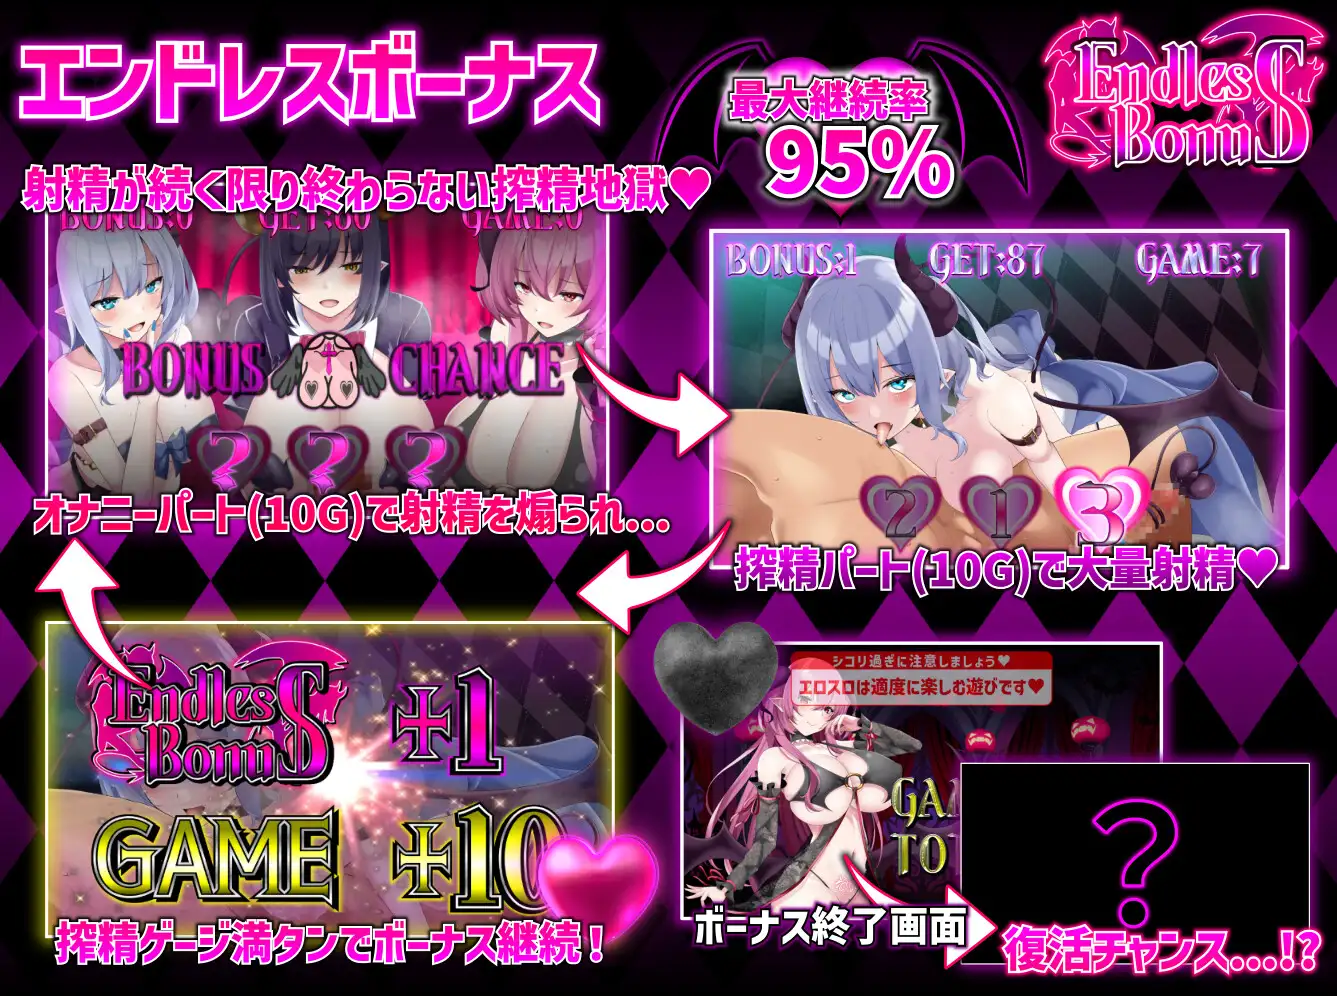 エンドレスボーナス
最大継続率
95%
Endless
Bonus
射精が続く限り終わらない搾精地獄♥
BONUS:0 GET:80 GAME:0
BONUS CHANCE
? ? ?
オナニーパート(10G)で射精を煽られ...
BONUS:1 GET:87 GAME:7
2 1 3
搾精パート(10G)で大量射精♥
Endless
Bonus
+1
GAME +10
搾精ゲージ満タンでボーナス継続！
シコり過ぎに注意しましょう♥
エロスロは適度に楽しむ遊びです♥
TO
ボーナス終了画面
?
復活チャンス...!?